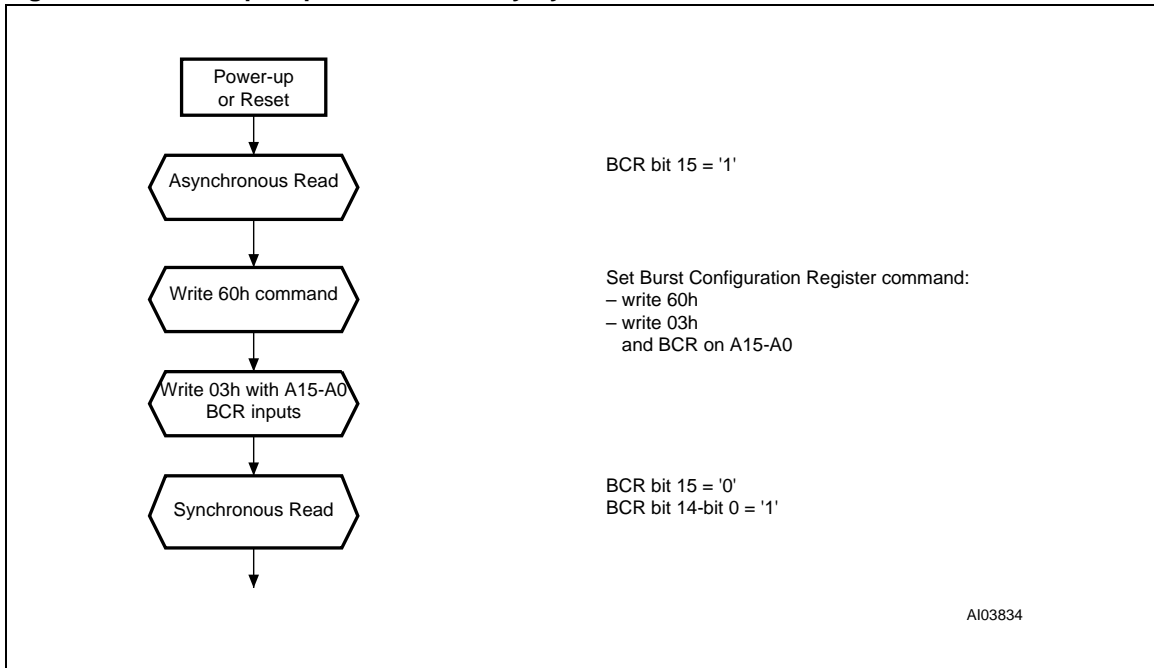 Power-up
or Reset
Asynchronous Read
BCR bit 15 = '1'
Write 60h command
Set Burst Configuration Register command:
– write 60h
– write 03h
and BCR on A15-A0
Write 03h with A15-A0
BCR inputs
Synchronous Read
BCR bit 15 = '0'
BCR bit 14-bit 0 = '1'
AI03834